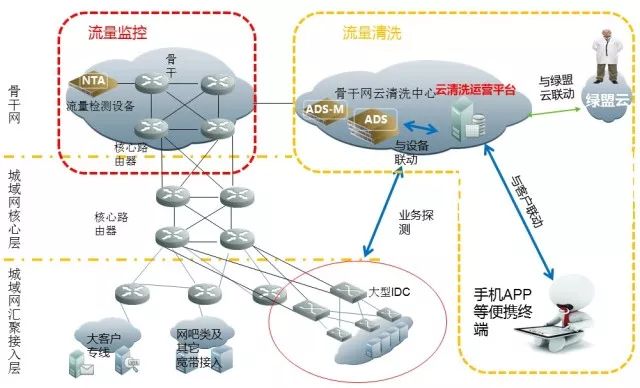 流量监控
流量清洗
骨干网
骨
干
NTA
流量检测设备
核心路
由器
骨干网云清洗中心
云清洗运营平台
ADS-M
ADS
与设备
联动
与绿盟
云联动
绿盟云
城域网核心层
核心路
由器
业务探
测
与客户联动
城域网汇聚接入层
大型IDC
大客户
专线
网吧类及
其它
宽带接入
手机APP
等便携终
端